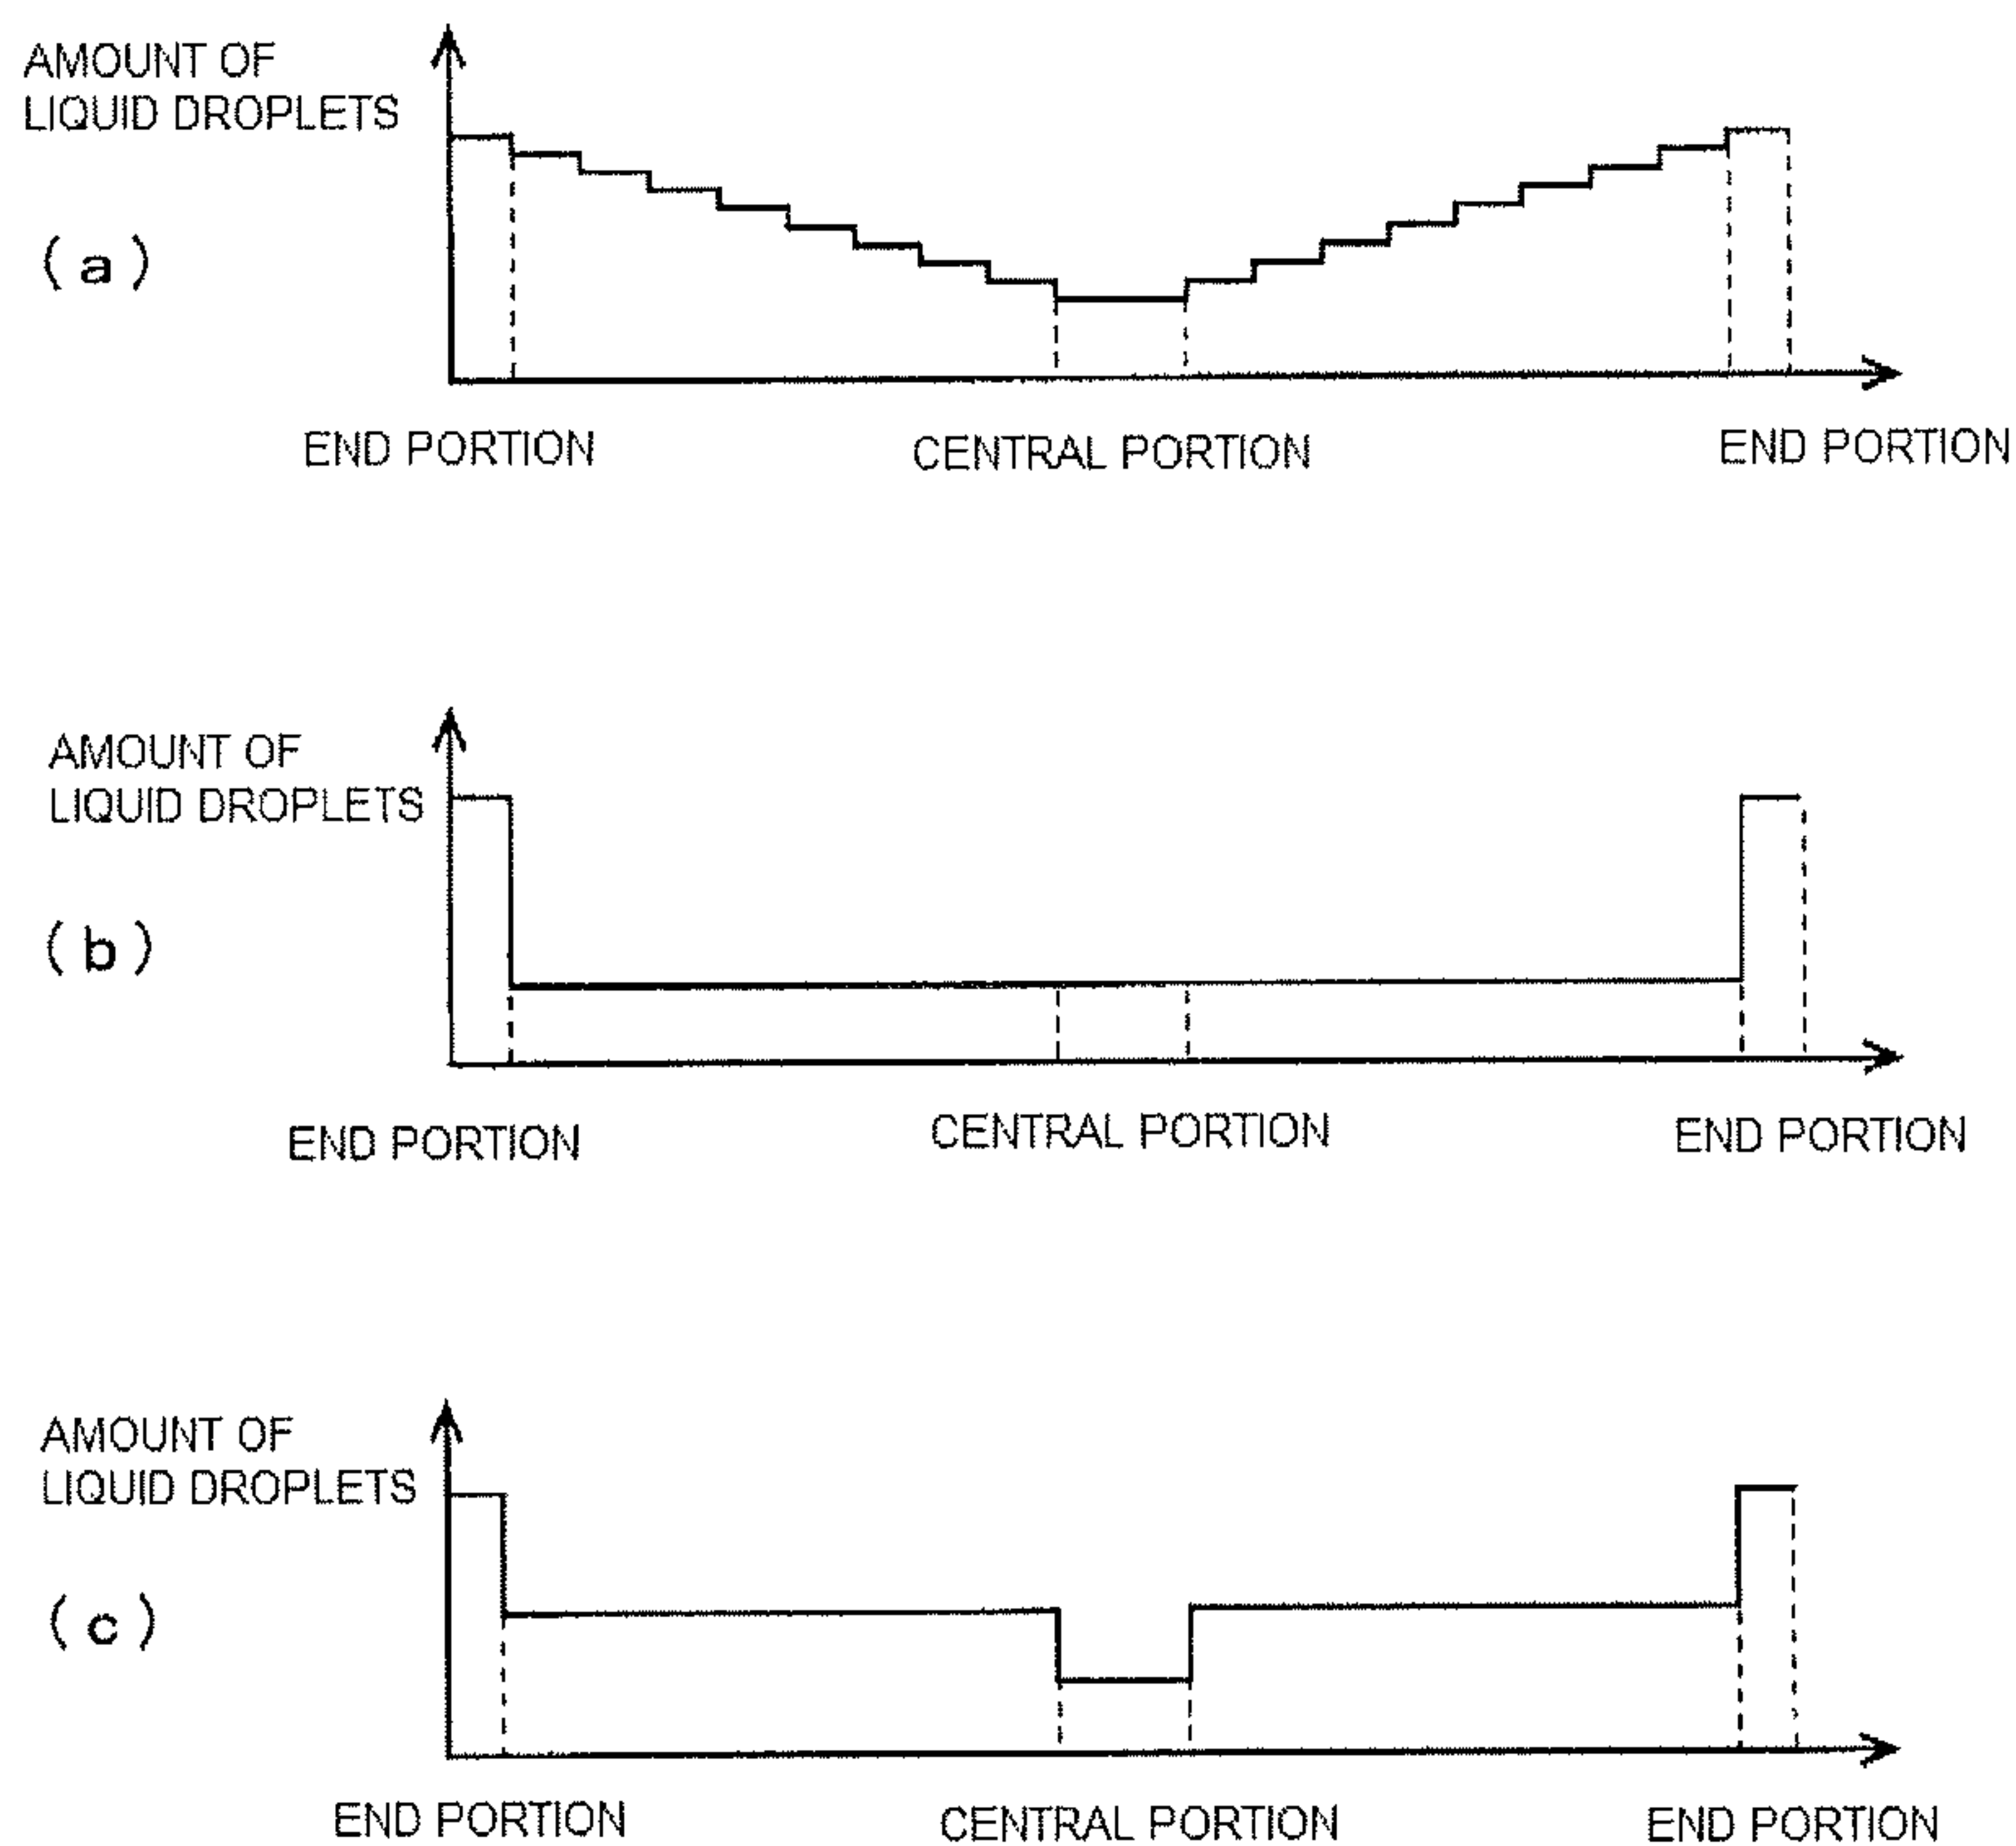 AMOUNT OF
LIQUID DROPLETS
( a )
END PORTION
CENTRAL PORTION
END PORTION
AMOUNT OF
LIQUID DROPLETS
( b )
END PORTION
CENTRAL PORTION
END PORTION
AMOUNT OF
LIQUID DROPLETS
( c )
END PORTION
CENTRAL PORTION
END PORTION